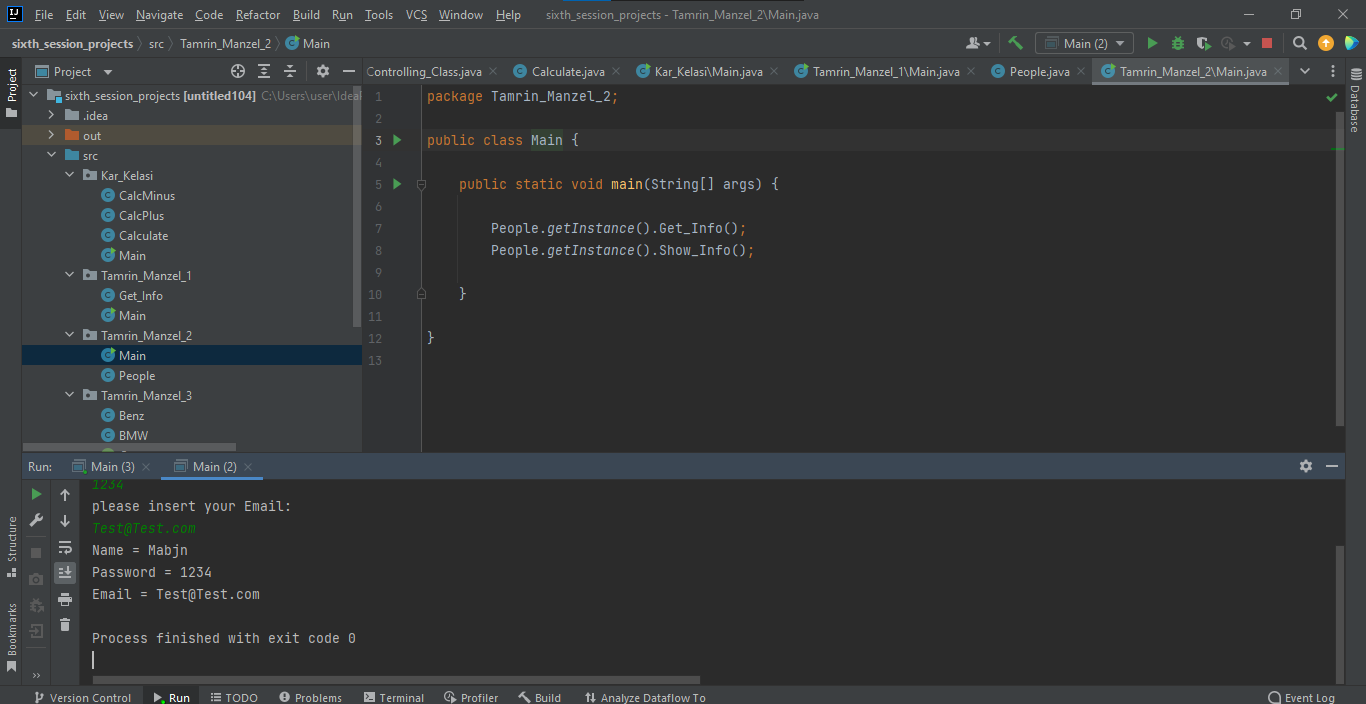 File Edit View Navigate Code Refactor Build Run Tools VCS Window Help sixth_session_projects - Tamrin_Manzel_2\Main.java
sixth_session_projects src Tamrin_Manzel_2 Main Main (2)
Project Controlling_Class.java Calculate.java Kar_Kelasi\Main.java Tamrin_Manzel_1\Main.java People.java Tamrin_Manzel_2\Main.java
Project
sixth_session_projects [untitled104] C:\Users\user\Idea
.idea
out
src
Kar_Kelasi
CalcMinus
CalcPlus
Calculate
Main
Tamrin_Manzel_1
Get_Info
Main
Tamrin_Manzel_2
Main
People
Tamrin_Manzel_3
Benz
BMW
1 package Tamrin_Manzel_2;
2
3 public class Main {
4
5 public static void main(String[] args) {
6
7 People.getInstance().Get_Info();
8 People.getInstance().Show_Info();
9
10 }
11
12 }
13
Database
Run: Main (3) Main (2)
1234
please insert your Email:
Test@Test.com
Name = Mabjn
Password = 1234
Email = Test@Test.com
Process finished with exit code 0
Structure
Bookmarks
Version Control Run TODO Problems Terminal Profiler Build Analyze Dataflow To Event Log